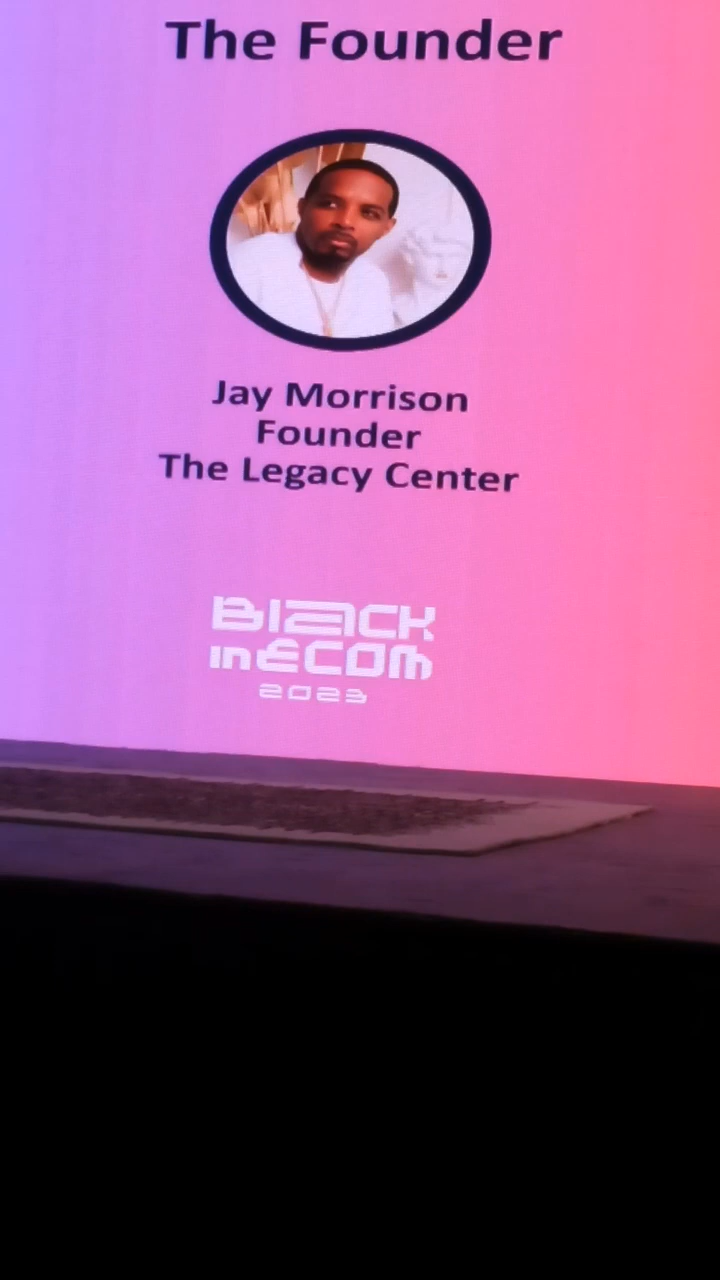 The Founder
Jay Morrison
Founder
The Legacy Center
Black
in ECOM
2023